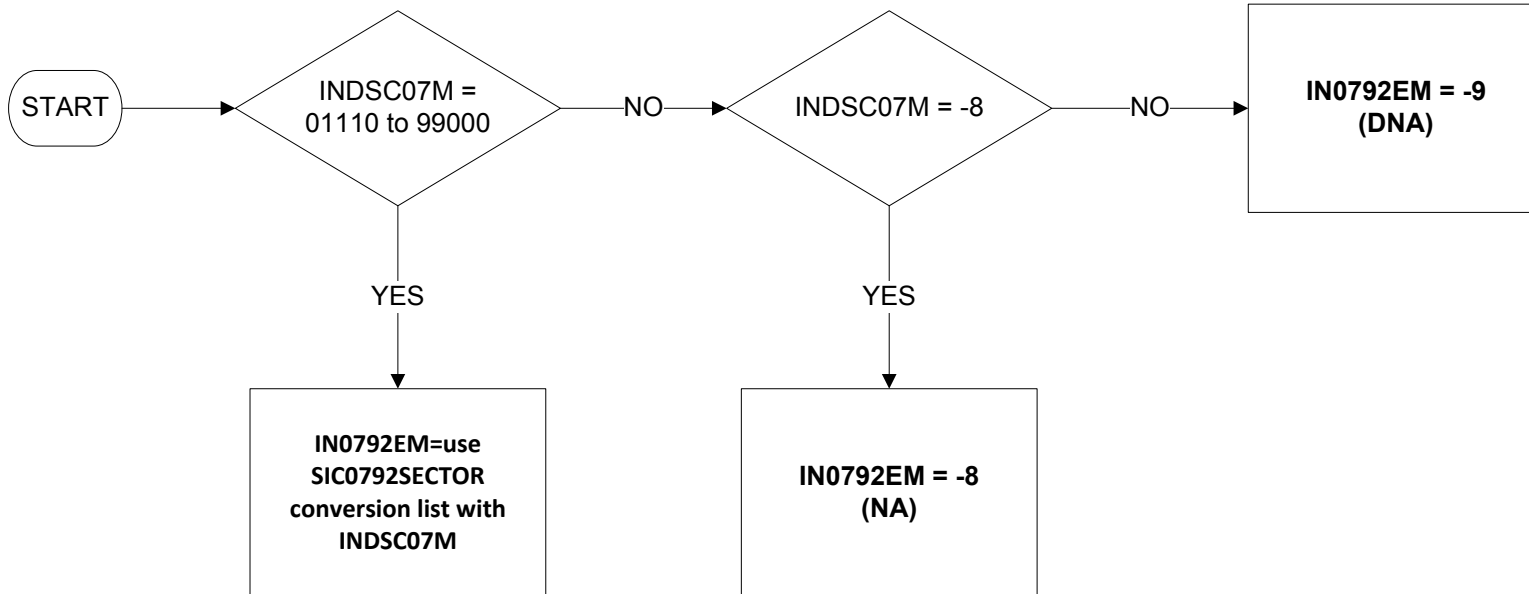 START
INDSC07M =
01110 to 99000
NO
INDSC07M = -8
NO
IN0792EM = -9
(DNA)
YES
YES
IN0792EM=use
SIC0792SECTOR
conversion list with
INDSC07M
IN0792EM = -8
(NA)